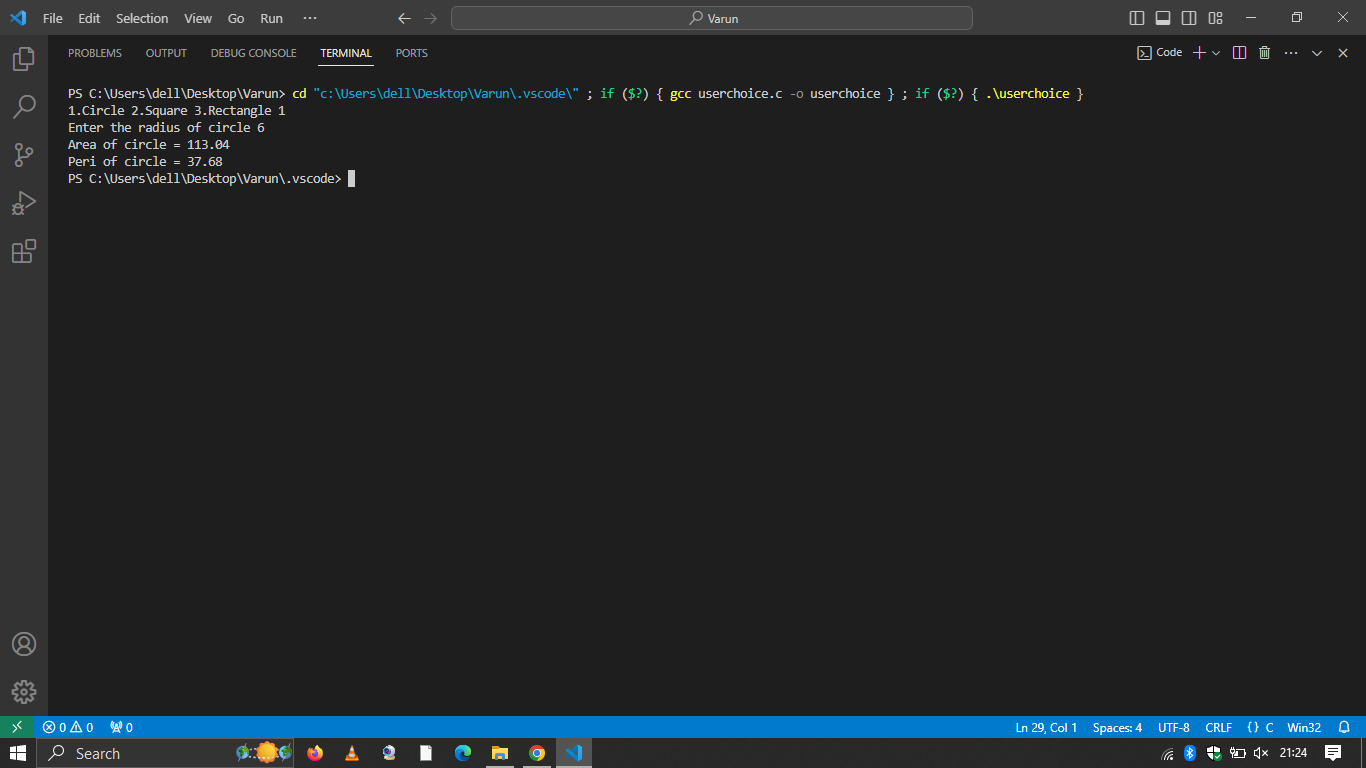 File Edit Selection View Go Run ··· Varun
PROBLEMS OUTPUT DEBUG CONSOLE TERMINAL PORTS Code
PS C:\Users\dell\Desktop\Varun> cd "c:\Users\dell\Desktop\Varun\.vscode\" ; if ($?) { gcc userchoice.c -o userchoice } ; if ($?) { .\userchoice }
1.Circle 2.Square 3.Rectangle 1
Enter the radius of circle 6
Area of circle = 113.04
Peri of circle = 37.68
PS C:\Users\dell\Desktop\Varun\.vscode>
0 0 0 Ln 29, Col 1 Spaces: 4 UTF-8 CRLF {} C Win32
Search 21:24